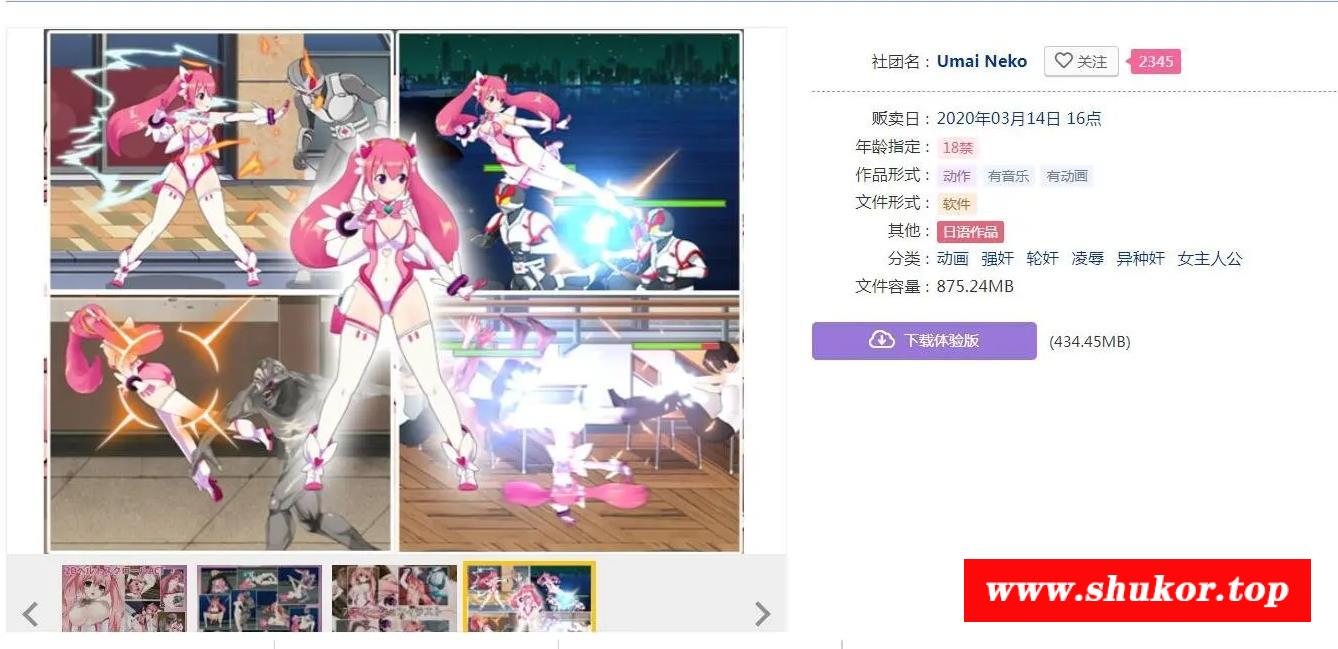 社团名： Umai Neko 关注 2345
贩卖日： 2020年03月14日 16点
年龄指定： 18禁
作品形式： 动作 有音乐 有动画
文件形式： 软件
其他： 日语作品
分类： 动画 强奸 轮奸 凌辱 异种奸 女主人公
文件容量： 875.24MB
下载体验版 (434.45MB)
www.shukor.top